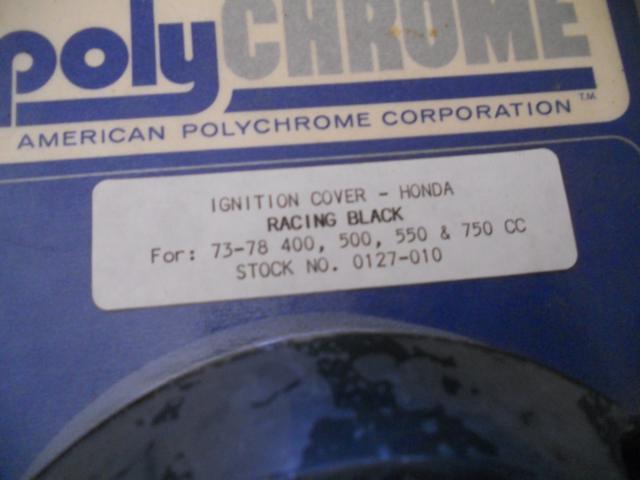 polyCHROME
AMERICAN POLYCHROME CORPORATION TM
IGNITION COVER - HONDA
RACING BLACK
For: 73-78 400, 500, 550 & 750 CC
STOCK NO. 0127-010